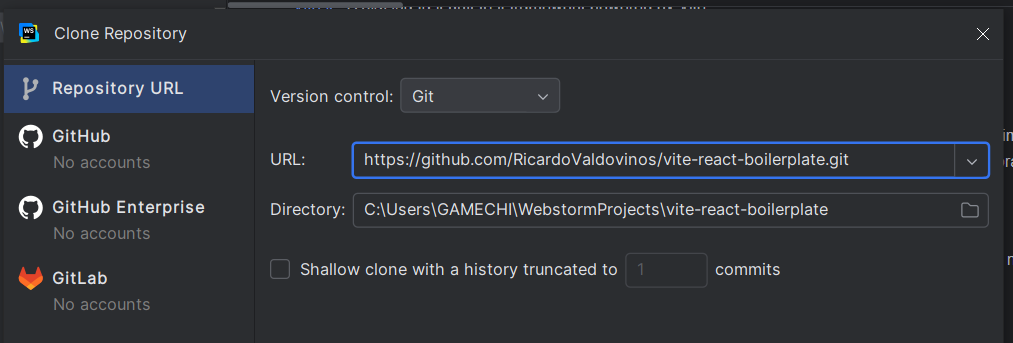 WS
Clone Repository
Repository URL
GitHub
No accounts
GitHub Enterprise
No accounts
GitLab
No accounts
Version control: Git
URL: https://github.com/RicardoValdovinos/vite-react-boilerplate.git
Directory: C:\Users\GAMECHI\WebstormProjects\vite-react-boilerplate
Shallow clone with a history truncated to 1 commits